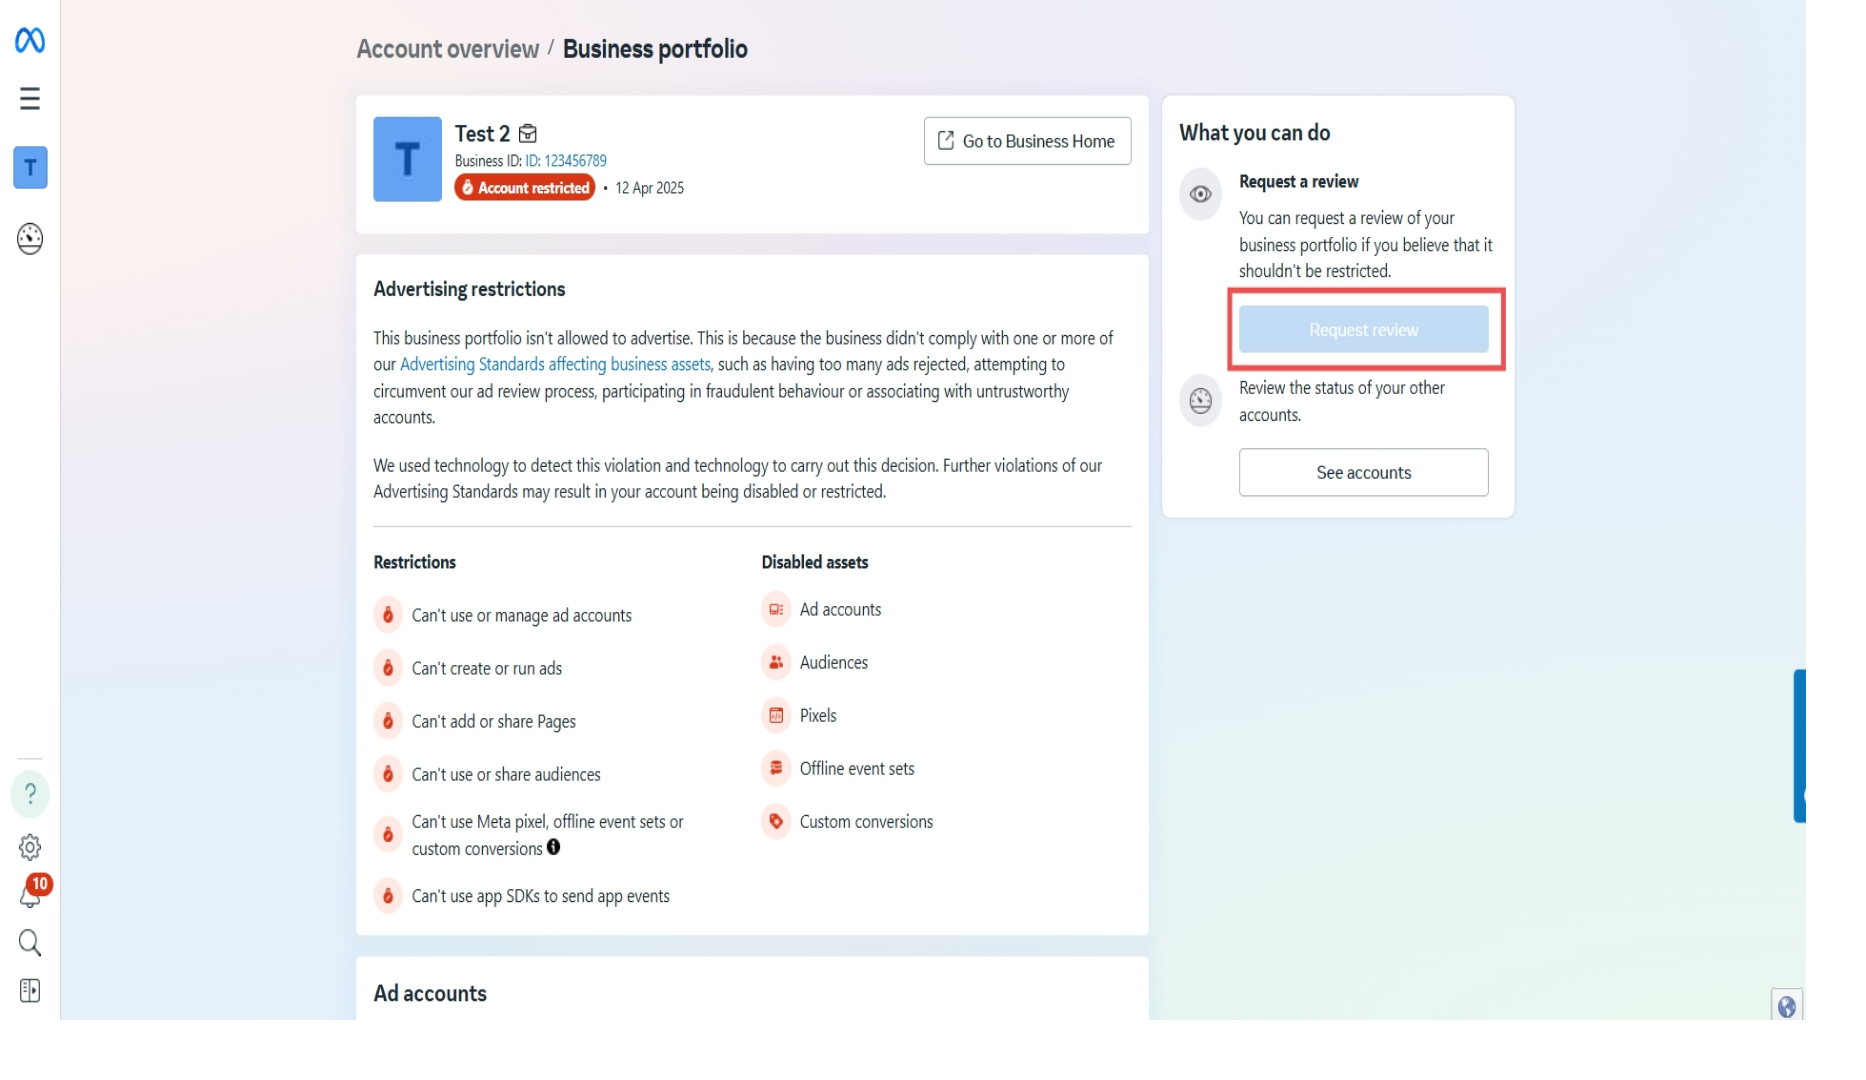 Account overview / Business portfolio
T
T
Test 2
Business ID: ID: 123456789
Account restricted • 12 Apr 2025
Go to Business Home
Advertising restrictions
This business portfolio isn't allowed to advertise. This is because the business didn't comply with one or more of
our Advertising Standards affecting business assets, such as having too many ads rejected, attempting to
circumvent our ad review process, participating in fraudulent behaviour or associating with untrustworthy
accounts.
We used technology to detect this violation and technology to carry out this decision. Further violations of our
Advertising Standards may result in your account being disabled or restricted.
Restrictions
Can't use or manage ad accounts
Can't create or run ads
Can't add or share Pages
Can't use or share audiences
Can't use Meta pixel, offline event sets or
custom conversions
Can't use app SDKs to send app events
Disabled assets
Ad accounts
Audiences
Pixels
Offline event sets
Custom conversions
Ad accounts
What you can do
Request a review
You can request a review of your
business portfolio if you believe that it
shouldn't be restricted.
Request review
Review the status of your other
accounts.
See accounts
?
10